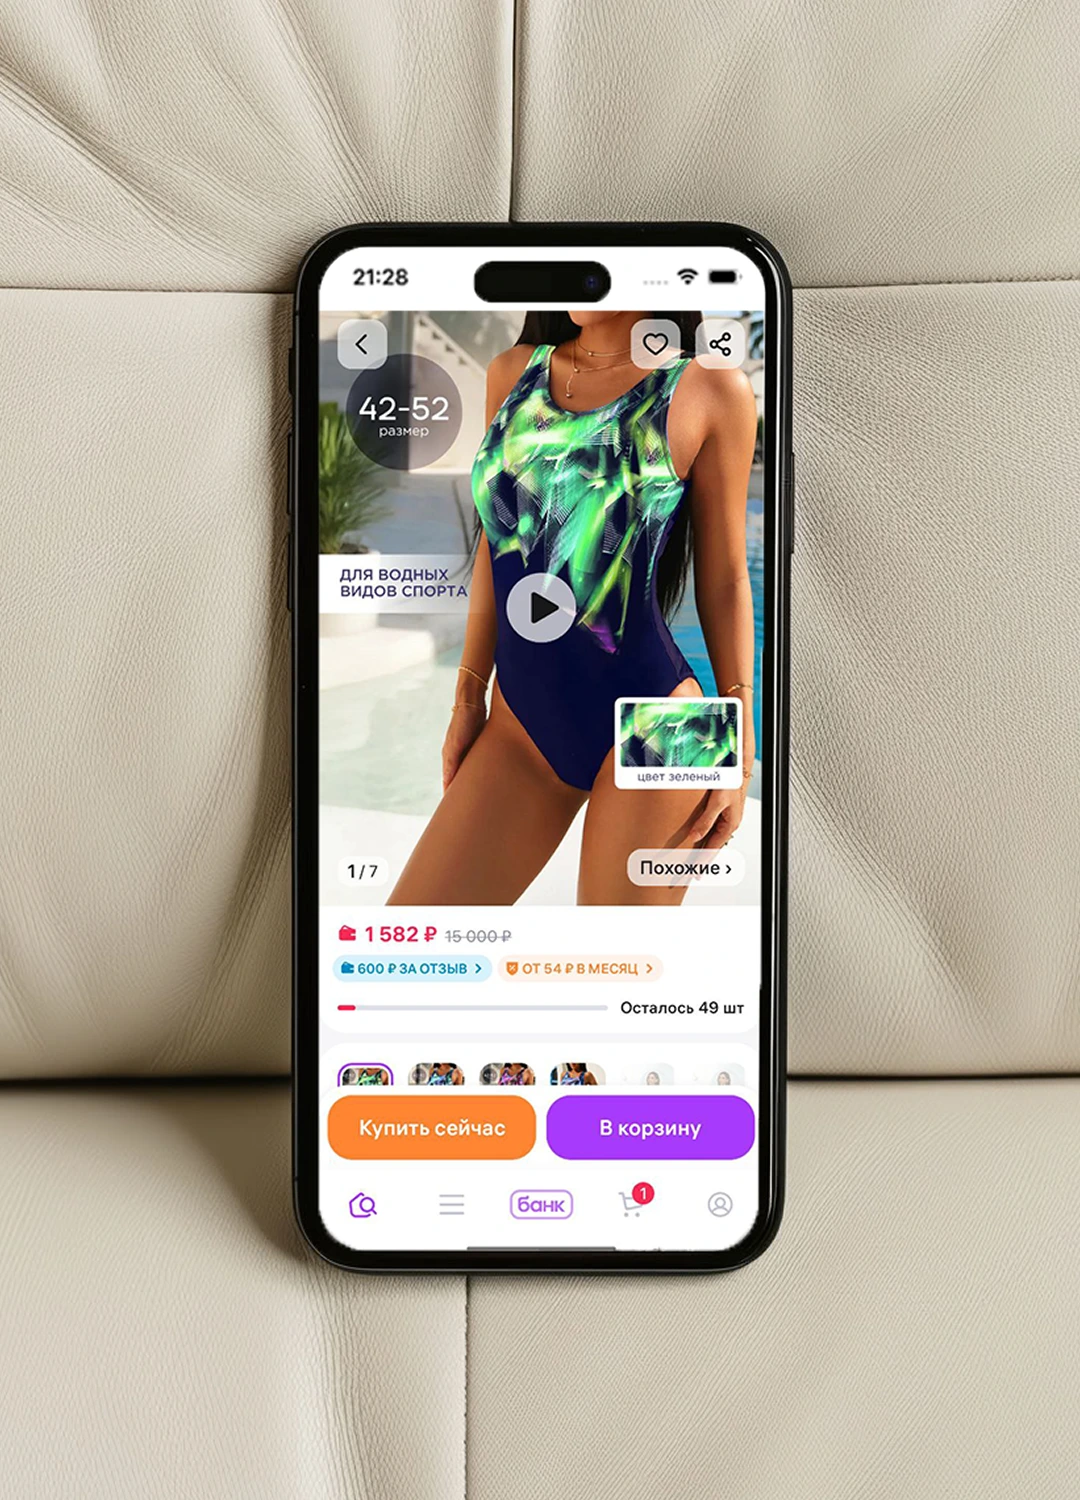 21:28
42-52
размер
ДЛЯ ВОДНЫХ
ВИДОВ СПОРТА
цвет зеленый
1/7
Похожие ›
1 582 ₽ 15 000 ₽
600 ₽ ЗА ОТЗЫВ › ОТ 54 ₽ В МЕСЯЦ ›
Осталось 49 шт
Купить сейчас
В корзину
банк
1